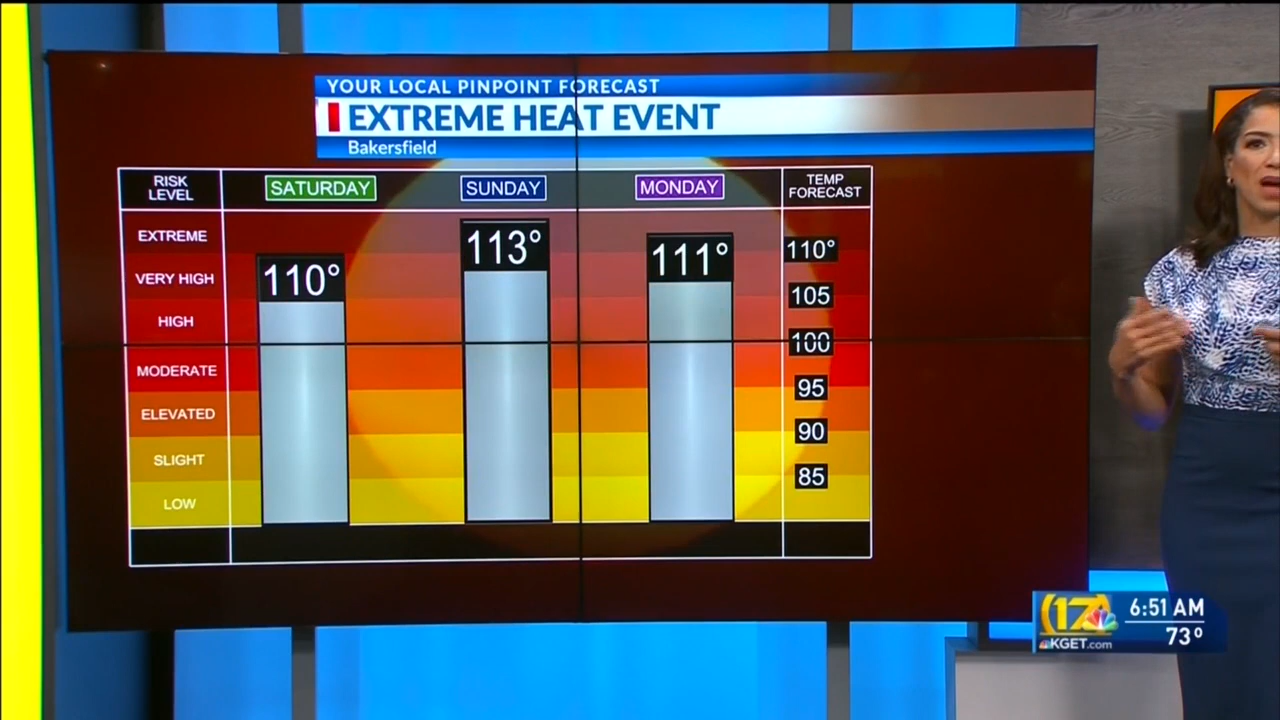 YOUR LOCAL PINPOINT FORECAST
EXTREME HEAT EVENT
Bakersfield
RISK
LEVEL
SATURDAY
SUNDAY
MONDAY
TEMP
FORECAST
EXTREME
VERY HIGH
HIGH
MODERATE
ELEVATED
SLIGHT
LOW
110°
113°
111°
110°
105
100
95
90
85
17
KGET.com
6:51 AM
73°